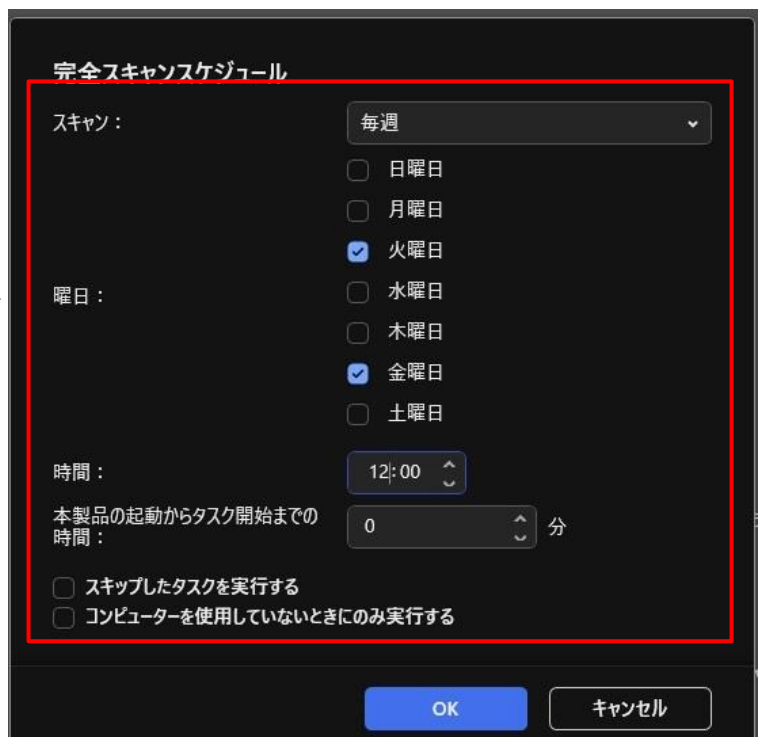 完全スキャンスケジュール
スキャン：
毎週
日曜日
月曜日
火曜日
曜日：
水曜日
木曜日
金曜日
土曜日
時間：
12:00
本製品の起動からタスク開始までの
時間：
0
分
スキップしたタスクを実行する
コンピューターを使用していないときにのみ実行する
OK
キャンセル